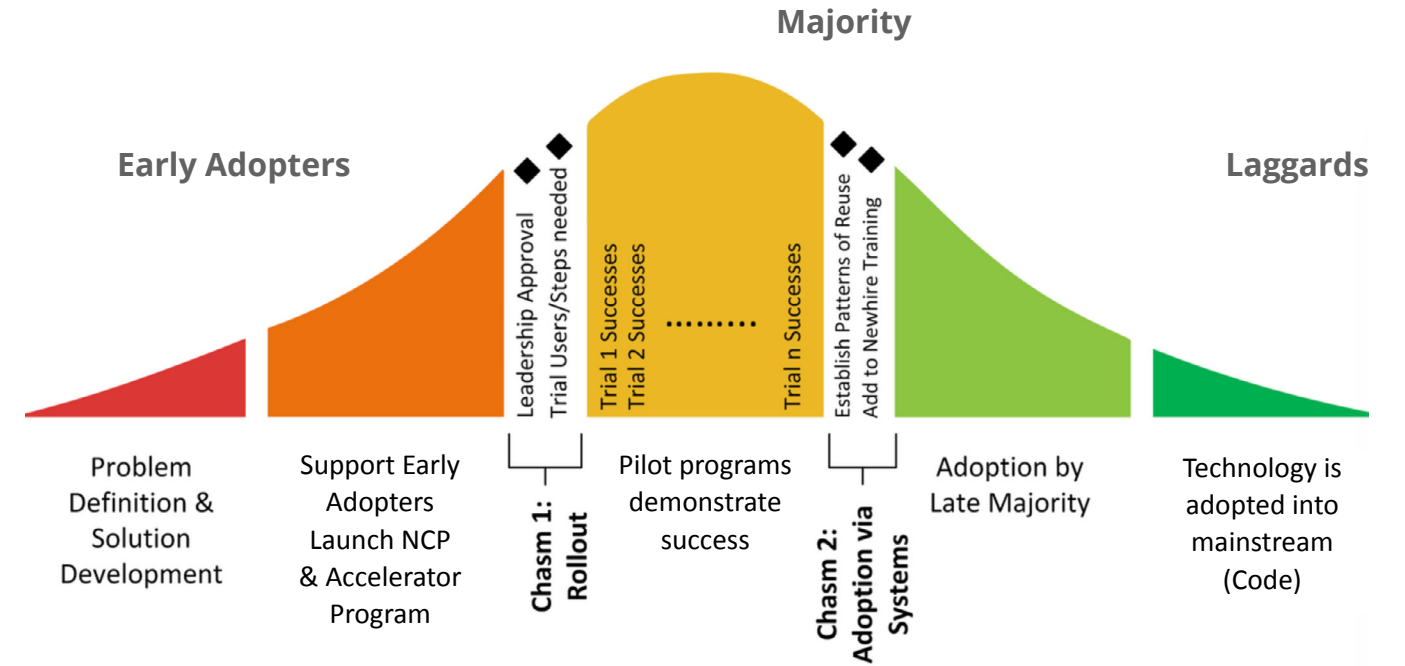 Majority
Early Adopters
Laggards
Leadership Approval
Trial Users/Steps needed
Trial 1 Successes
Trial 2 Successes
.........
Trial n Successes
Establish Patterns of Reuse
Add to Newhire Training
Problem
Definition &
Solution
Development
Support Early
Adopters
Launch NCP
& Accelerator
Program
Chasm 1:
Rollout
Pilot programs
demonstrate
success
Chasm 2:
Adoption via
Systems
Adoption by
Late Majority
Technology is
adopted into
mainstream
(Code)